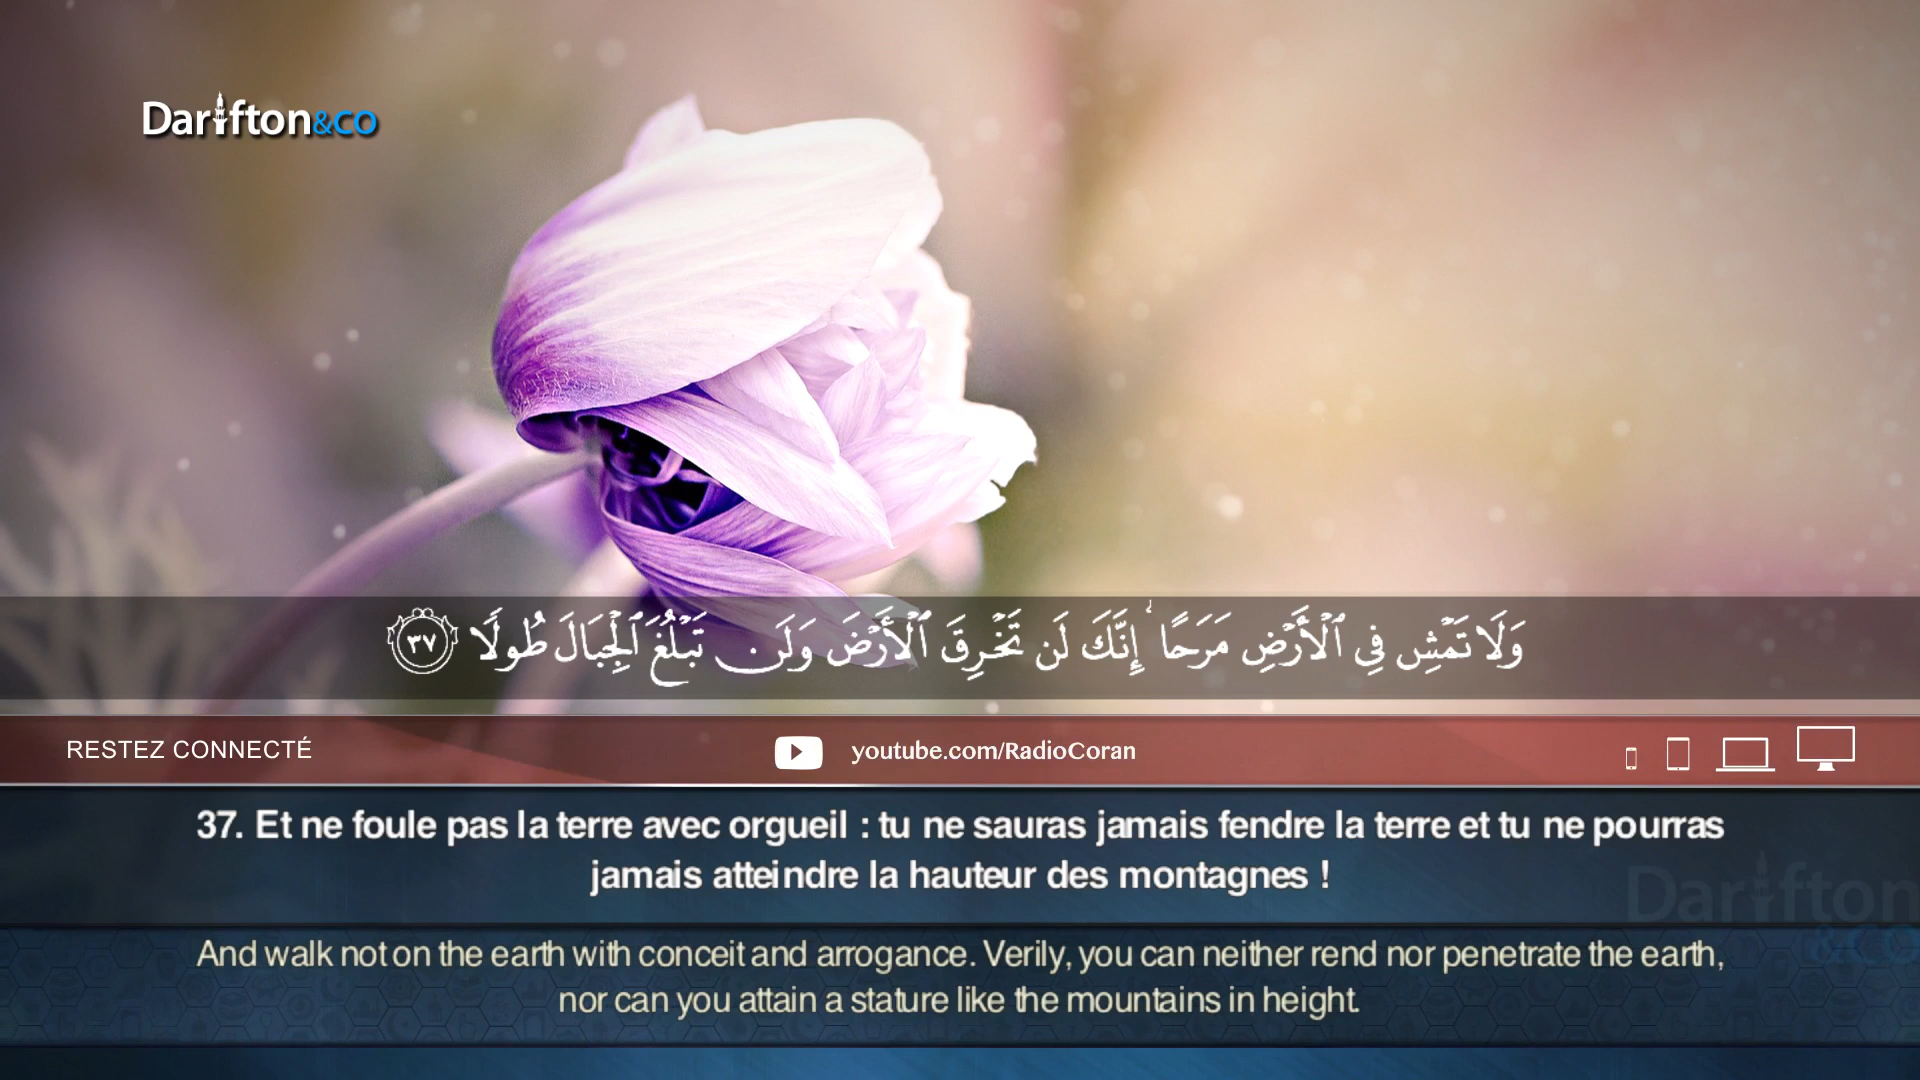 Darifton&co
وَلَا تَمْشِ فِي ٱلْأَرْضِ مَرَحًا ۖ إِنَّكَ لَن تَخْرِقَ ٱلْأَرْضَ وَلَن تَبْلُغَ ٱلْجِبَالَ طُولًا ٣٧
RESTEZ CONNECTÉ
youtube.com/RadioCoran
37. Et ne foule pas la terre avec orgueil : tu ne sauras jamais fendre la terre et tu ne pourras
jamais atteindre la hauteur des montagnes !
Darifton
&CO
And walk not on the earth with conceit and arrogance. Verily, you can neither rend nor penetrate the earth,
nor can you attain a stature like the mountains in height.